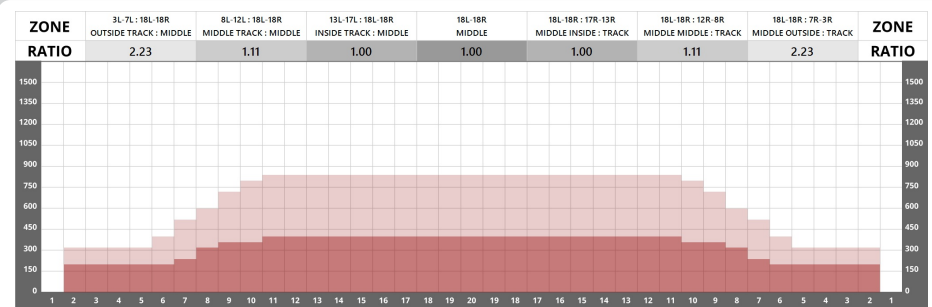 ZONE 3L-7L : 18L-18R 8L-12L : 18L-18R 13L-17L : 18L-18R 18L-18R 18L-18R : 17R-13R 18L-18R : 12R-8R 18L-18R : 7R-3R ZONE
OUTSIDE TRACK : MIDDLE MIDDLE TRACK : MIDDLE INSIDE TRACK : MIDDLE MIDDLE MIDDLE INSIDE : TRACK MIDDLE MIDDLE : TRACK MIDDLE OUTSIDE : TRACK
RATIO 2.23 1.11 1.00 1.00 1.00 1.11 2.23 RATIO
1500 1500
1350 1350
1200 1200
1050 1050
900 900
750 750
600 600
450 450
300 300
150 150
0 0
1 2 3 4 5 6 7 8 9 10 11 12 13 14 15 16 17 18 19 20 19 18 17 16 15 14 13 12 11 10 9 8 7 6 5 4 3 2 1